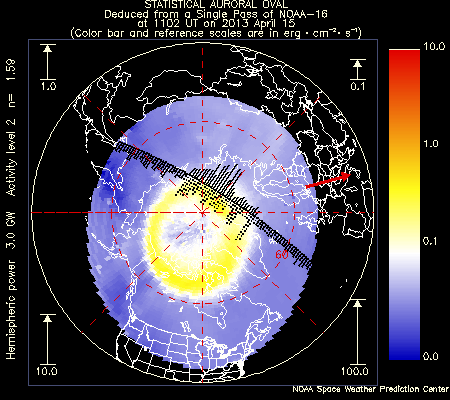 STATISTICAL AURORAL OVAL
Deduced from a Single Pass of NOAA-16
at 1102 UT on 2013 April 15
(Color bar and reference scales are in erg · cm⁻² · s⁻¹)
Hemispheric power 3.0 GW Activity level 2 n= 1.59
1.0
0.1
60
10.0
100.0
10.0
1.0
0.1
0.0
NOAA Space Weather Prediction Center